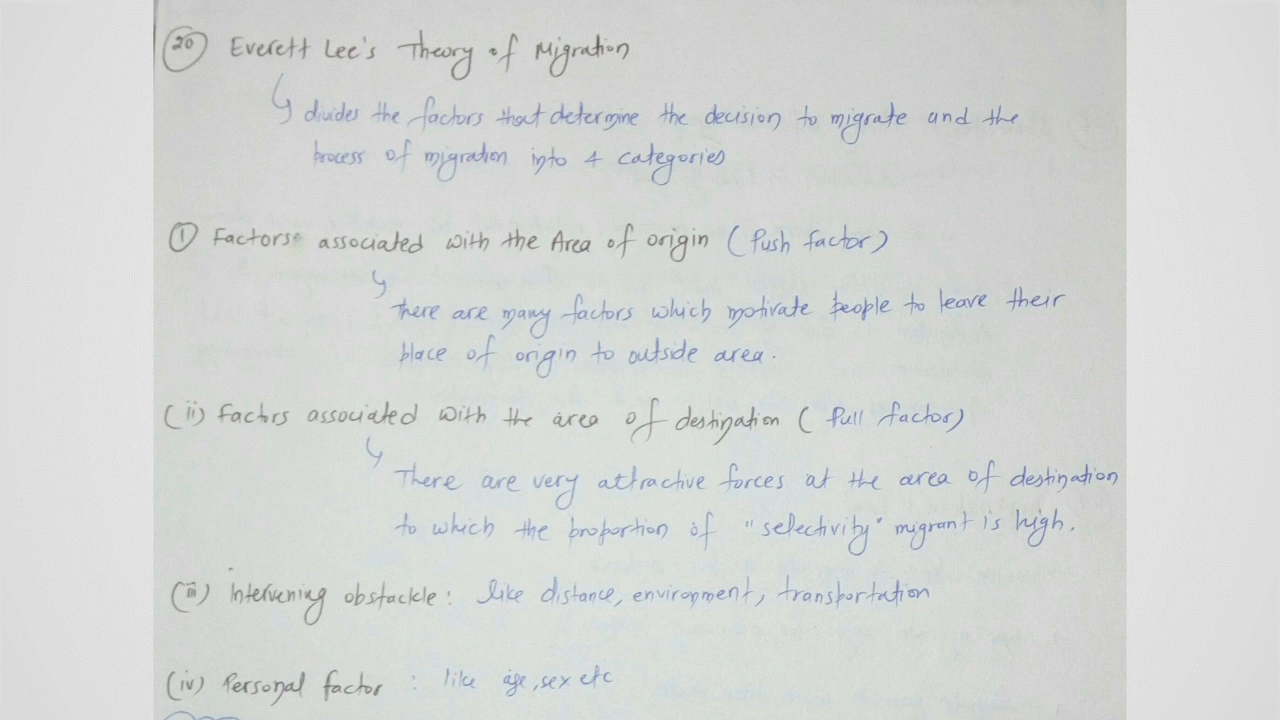 20 Everett Lee's Theory of Migration
divides the factors that determine the decision to migrate and the
process of migration into 4 categories
① Factors associated with the Area of origin (Push factor)
There are many factors which motivate people to leave their
place of origin to outside area.
(ii) Factors associated with the area of destination ( Pull factor)
There are very attractive forces at the area of destination
to which the proportion of "selectivity" migrant is high.
(iii) Intervening obstackle : like distance, environment, transportation
(iv) Personal factor : like age, sex etc